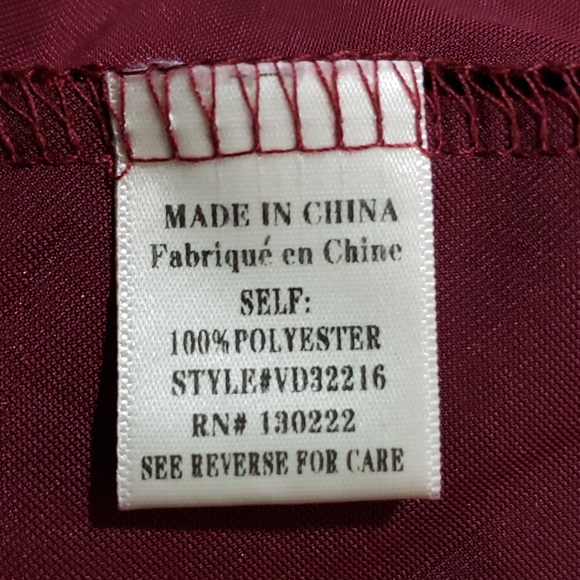 MADE IN CHINA
Fabriqué en Chine
SELF:
100%POLYESTER
STYLE#VD32216
RN# 130222
SEE REVERSE FOR CARE